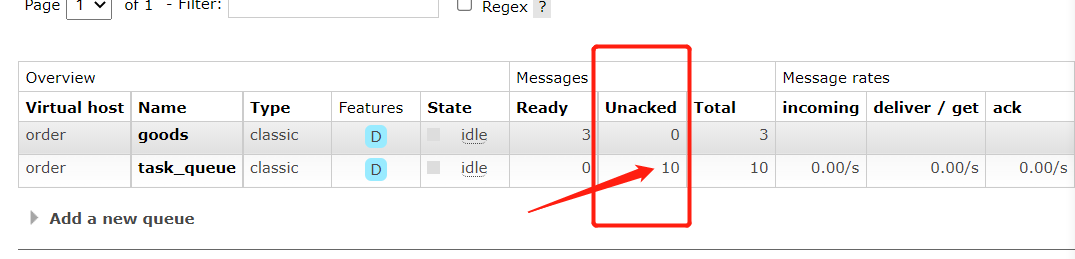 Page 1 of 1 - Filter: Regex ?
Overview Messages Message rates
Virtual host Name Type Features State Ready Unacked Total incoming deliver / get ack
order goods classic D idle 3 0 3
order task_queue classic D idle 0 10 10 0.00/s 0.00/s 0.00/s
Add a new queue